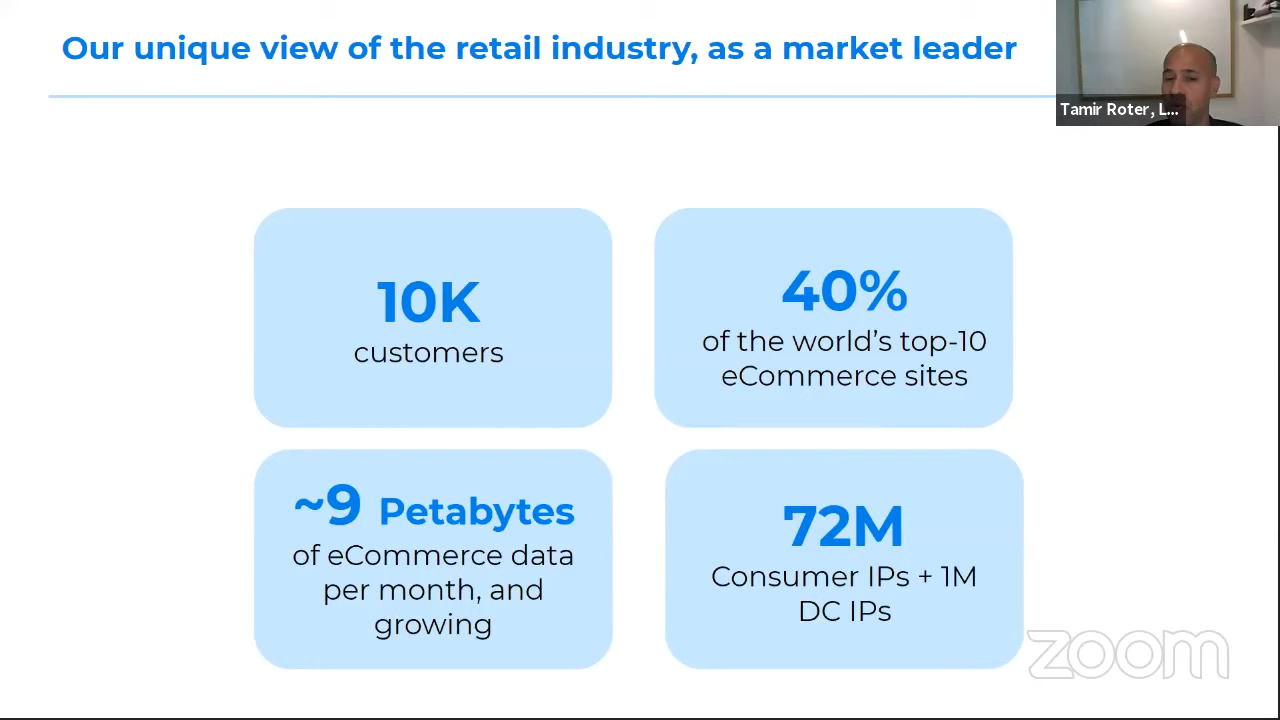 Our unique view of the retail industry, as a market leader
Tamir Roter, L...
10K
customers
40%
of the world's top-10
eCommerce sites
~9 Petabytes
of eCommerce data
per month, and
growing
72M
Consumer IPs + 1M
DC IPs
zoom